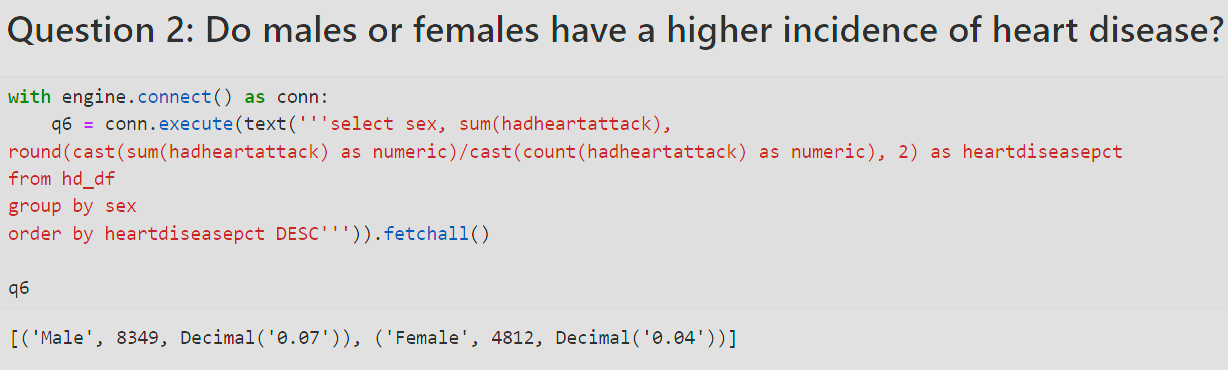 Question 2: Do males or females have a higher incidence of heart disease?
with engine.connect() as conn:
    q6 = conn.execute(text('''select sex, sum(hadheartattack),
round(cast(sum(hadheartattack) as numeric)/cast(count(hadheartattack) as numeric), 2) as heartdiseasepct
from hd_df
group by sex
order by heartdiseasepct DESC''')).fetchall()
q6
[('Male', 8349, Decimal('0.07')), ('Female', 4812, Decimal('0.04'))]